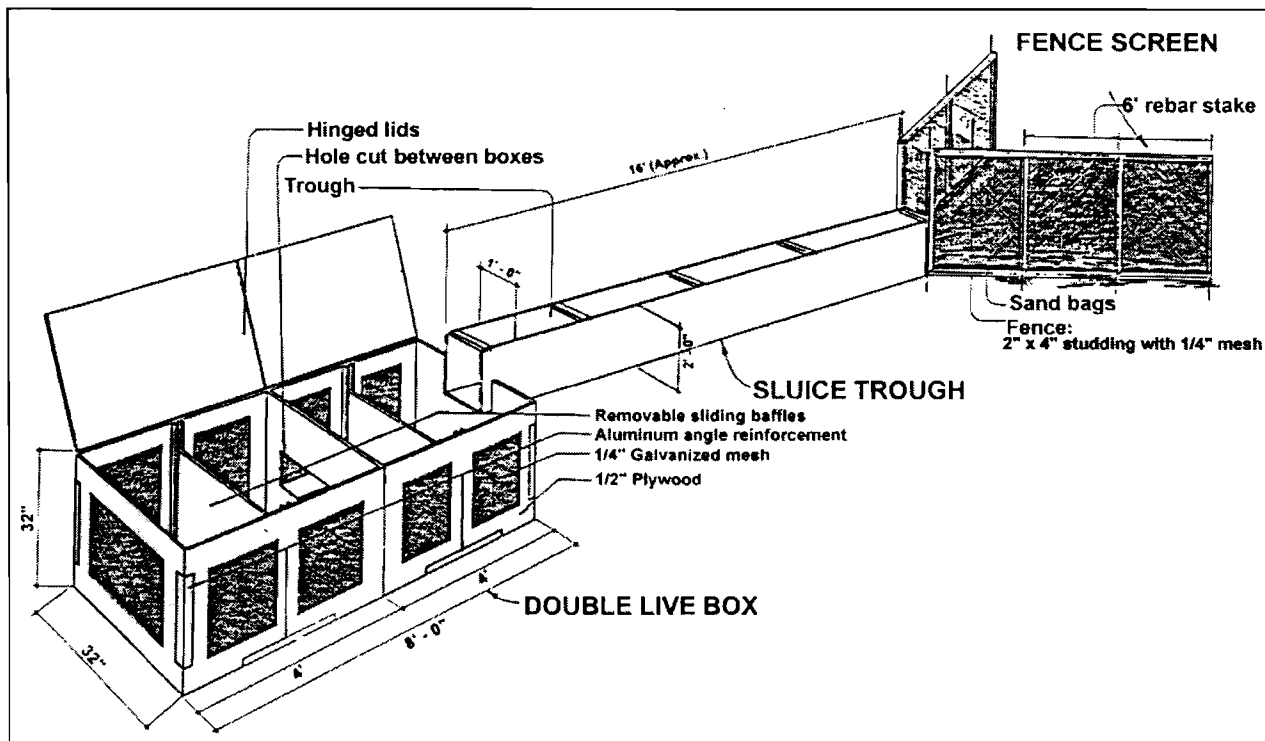 FENCE SCREEN
6' rebar stake
Hinged lids
Hole cut between boxes
Trough
16' (Approx.)
1' - 0"
2' - 0"
Sand bags
Fence:
2" x 4" studding with 1/4" mesh
SLUICE TROUGH
Removable sliding baffles
Aluminum angle reinforcement
1/4" Galvanized mesh
1/2" Plywood
32"
32"
4'
4'
8' - 0"
DOUBLE LIVE BOX